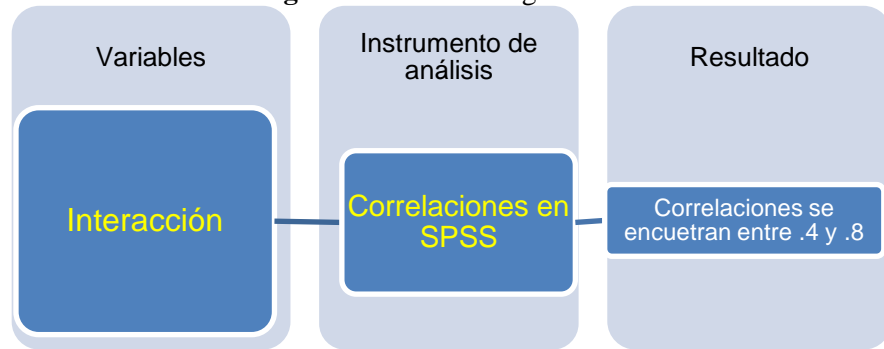 Variables
Instrumento de
análisis
Resultado
Interacción
Correlaciones en
SPSS
Correlaciones se
encuetran entre .4 y .8